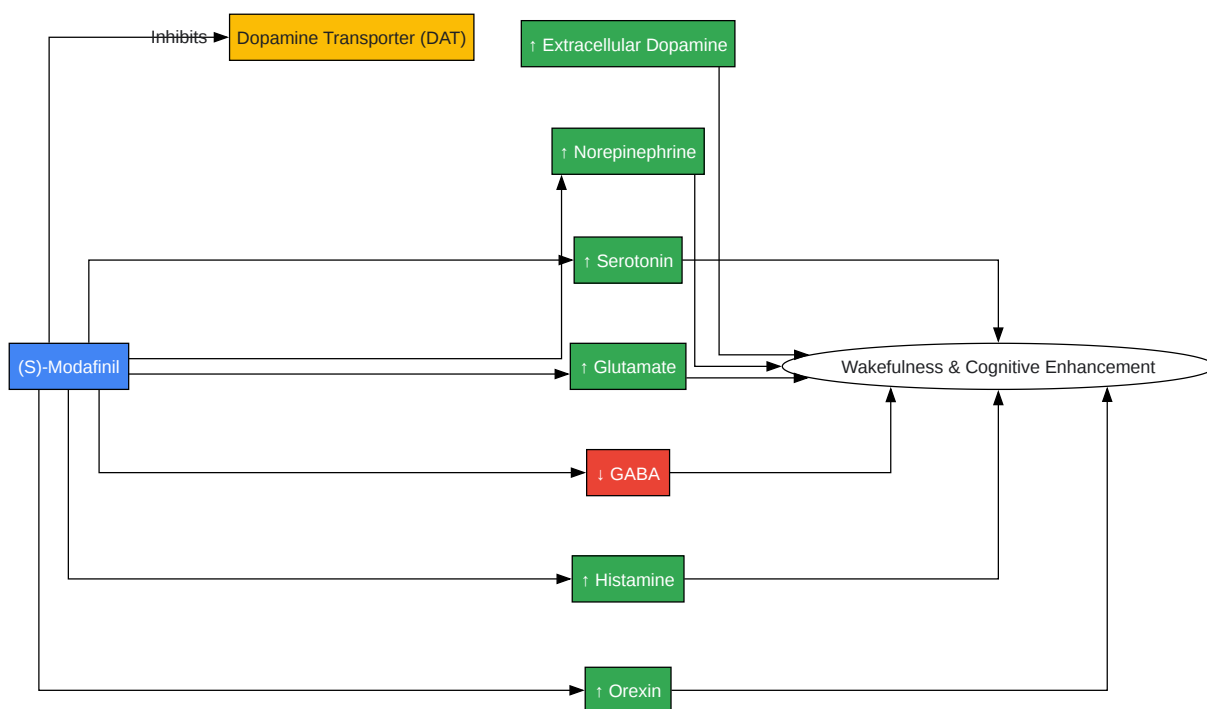 Inhibits
Dopamine Transporter (DAT)
↑ Extracellular Dopamine
↑ Norepinephrine
↑ Serotonin
(S)-Modafinil
↑ Glutamate
Wakefulness & Cognitive Enhancement
↓ GABA
↑ Histamine
↑ Orexin